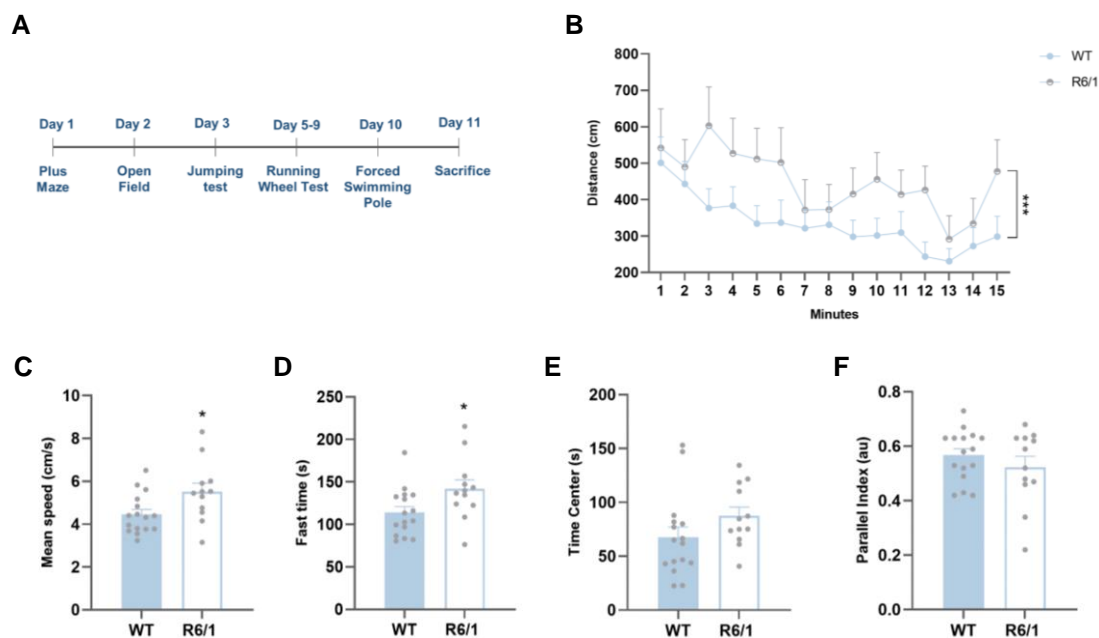 A
Day 1 Day 2 Day 3 Day 5-9 Day 10 Day 11
Plus Open Jumping Running Forced Sacrifice
Maze Field test Wheel Test Swimming
Pole
B
800
700
600
500
400
300
200
Distance (cm)
1 2 3 4 5 6 7 8 9 10 11 12 13 14 15
Minutes
WT
R6/1
***
C
10
8
6
4
2
0
Mean speed (cm/s)
*
WT R6/1
D
250
200
150
100
50
0
Fast time (s)
*
WT R6/1
E
200
150
100
50
0
Time Center (s)
WT R6/1
F
0.8
0.6
0.4
0.2
0.0
Parallel Index (au)
WT R6/1